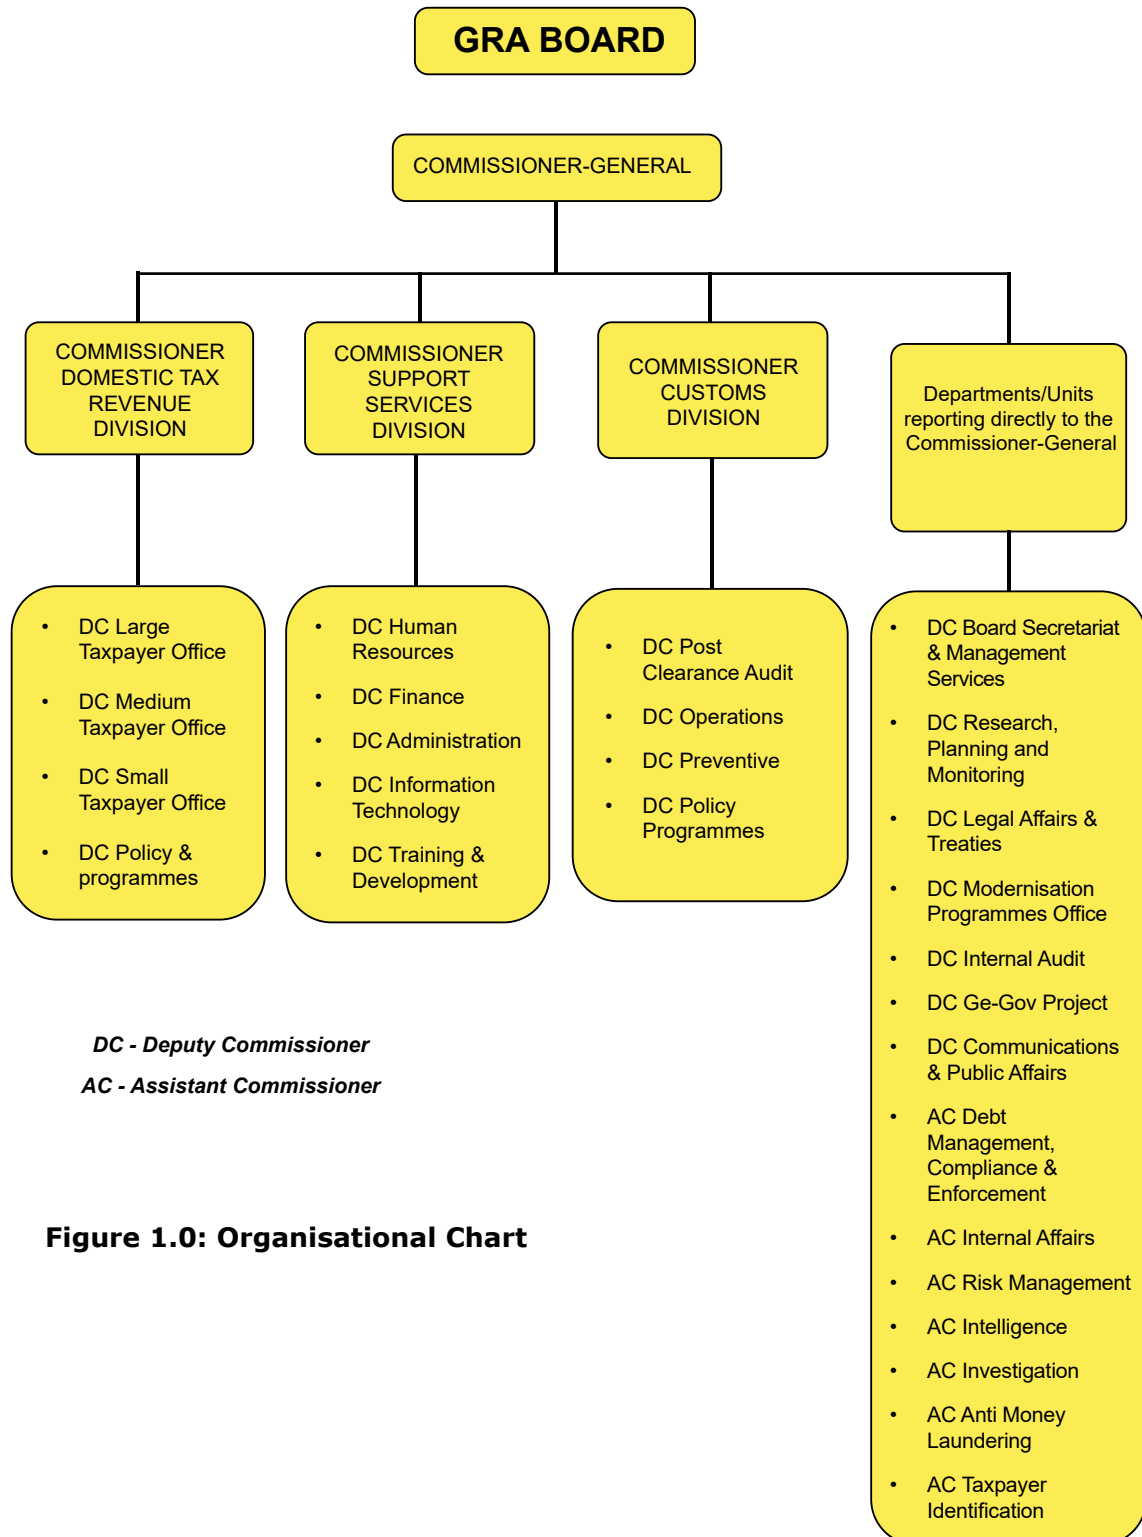 GRA BOARD
COMMISSIONER-GENERAL
COMMISSIONER
DOMESTIC TAX
REVENUE
DIVISION
COMMISSIONER
SUPPORT
SERVICES
DIVISION
COMMISSIONER
CUSTOMS
DIVISION
Departments/Units
reporting directly to the
Commissioner-General
• DC Large
Taxpayer Office
• DC Medium
Taxpayer Office
• DC Small
Taxpayer Office
• DC Policy &
programmes
• DC Human
Resources
• DC Finance
• DC Administration
• DC Information
Technology
• DC Training &
Development
• DC Post
Clearance Audit
• DC Operations
• DC Preventive
• DC Policy
Programmes
• DC Board Secretariat
& Management
Services
• DC Research,
Planning and
Monitoring
• DC Legal Affairs &
Treaties
• DC Modernisation
Programmes Office
• DC Internal Audit
• DC Ge-Gov Project
• DC Communications
& Public Affairs
• AC Debt
Management,
Compliance &
Enforcement
• AC Internal Affairs
• AC Risk Management
• AC Intelligence
• AC Investigation
• AC Anti Money
Laundering
• AC Taxpayer
Identification
DC - Deputy Commissioner
AC - Assistant Commissioner
Figure 1.0: Organisational Chart